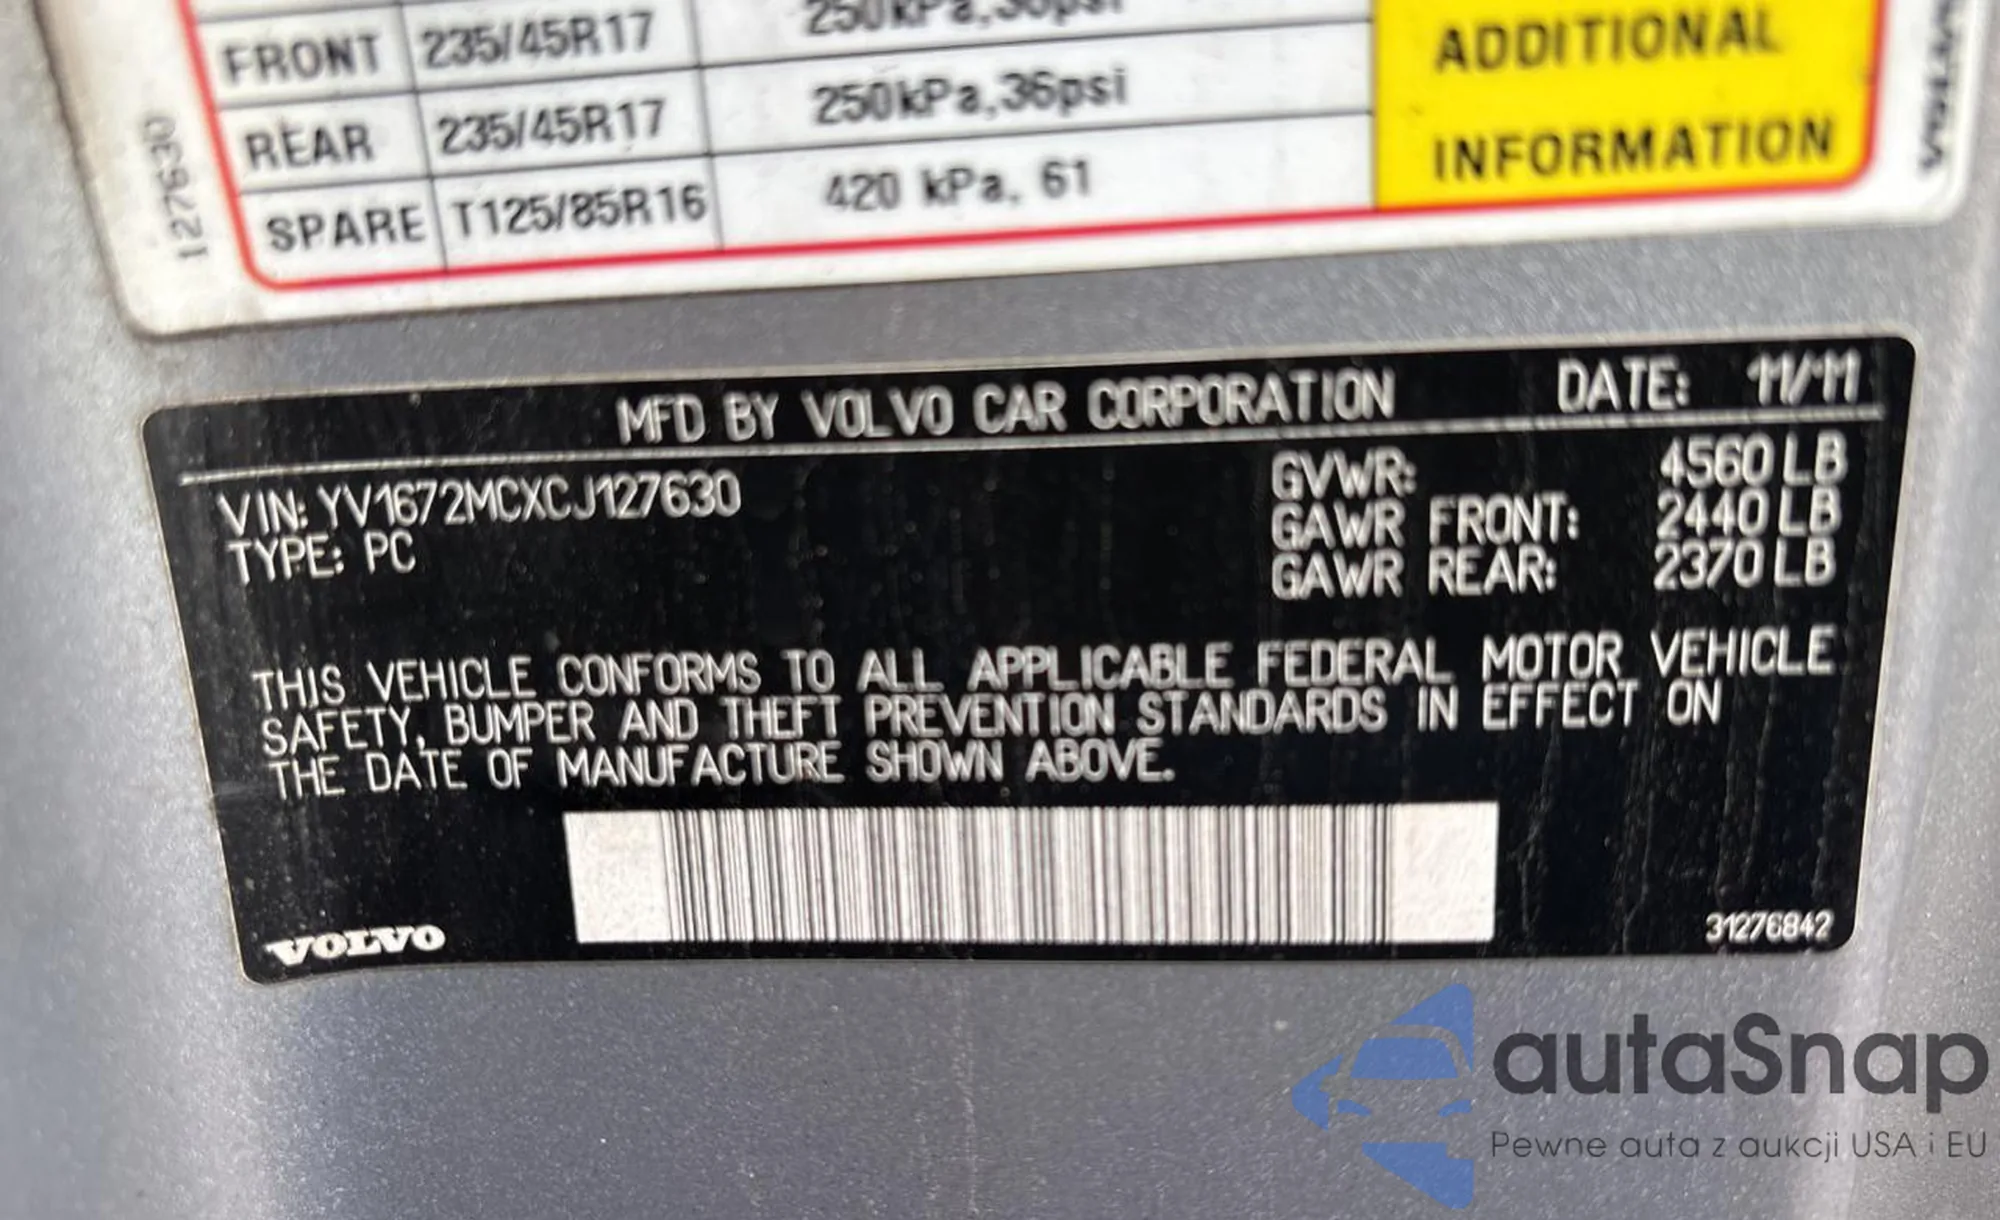 250kPa,36psi
FRONT 235/45R17
REAR 235/45R17 250kPa,36psi
SPARE T125/85R16 420 kPa, 61
ADDITIONAL
INFORMATION
MFD BY VOLVO CAR CORPORATION DATE: 11/11
VIN: YV1672MCXCJ127630
TYPE: PC
GVWR: 4560 LB
GAWR FRONT: 2440 LB
GAWR REAR: 2370 LB
THIS VEHICLE CONFORMS TO ALL APPLICABLE FEDERAL MOTOR VEHICLE
SAFETY, BUMPER AND THEFT PREVENTION STANDARDS IN EFFECT ON
THE DATE OF MANUFACTURE SHOWN ABOVE.
VOLVO
31276842
autaSnap
Pewne auta z aukcji USA i EU